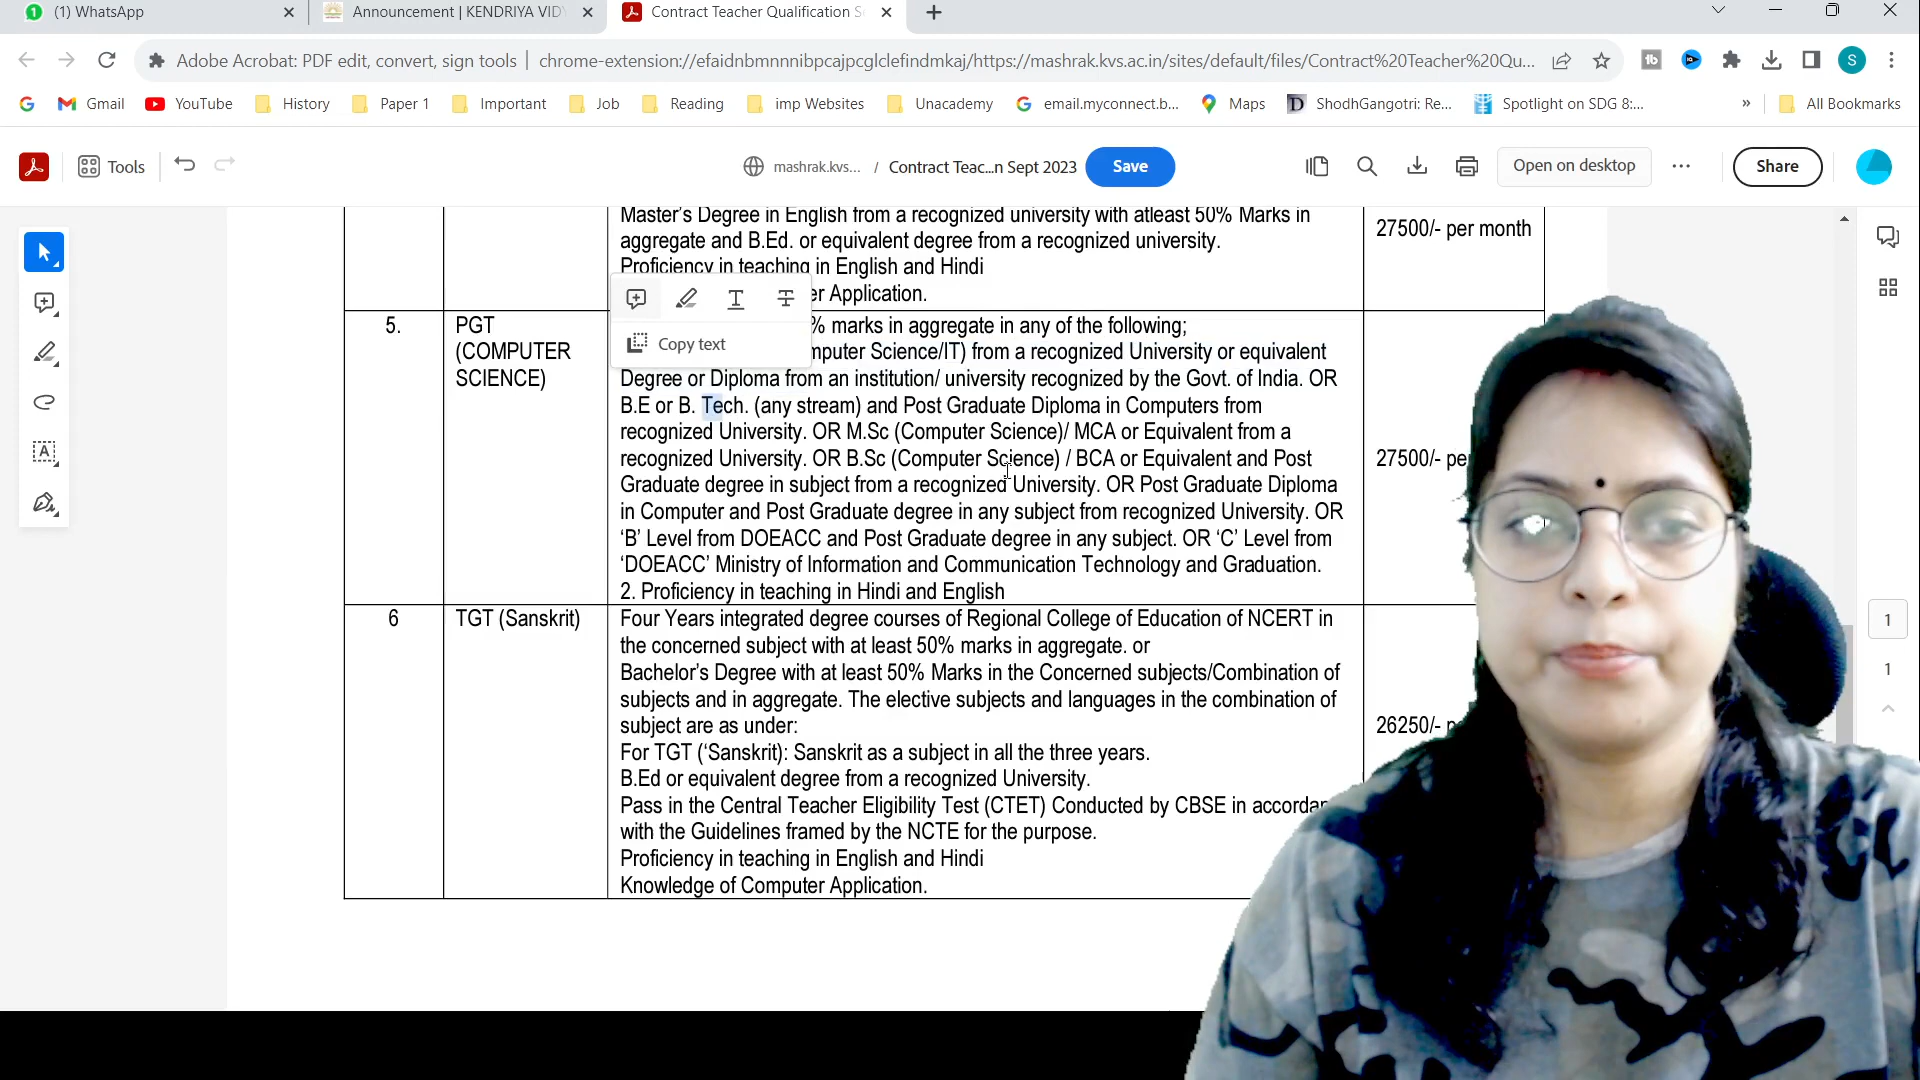 (1) WhatsApp
Announcement | KENDRIYA VIDY
Contract Teacher Qualification S
Adobe Acrobat: PDF edit, convert, sign tools
chrome-extension://efaidnbmnnnibpcajpcglclefindmkaj/https://mashrak.kvs.ac.in/sites/default/files/Contract%20Teacher%20Qu...
S
Gmail
YouTube
History
Paper 1
Important
Job
Reading
imp Websites
Unacademy
email.myconnect.b...
Maps
ShodhGangotri: Re...
Spotlight on SDG 8:...
»
All Bookmarks
Tools
mashrak.kvs... / Contract Teac...n Sept 2023
Save
Open on desktop
Share
Master's Degree in English from a recognized university with atleast 50% Marks in
aggregate and B.Ed. or equivalent degree from a recognized university.
Proficiency in teaching in English and Hindi
er Application.
27500/- per month
Copy text
5.
PGT
(COMPUTER
SCIENCE)
% marks in aggregate in any of the following;
mputer Science/IT) from a recognized University or equivalent
Degree or Diploma from an institution/ university recognized by the Govt. of India. OR
B.E or B. Tech. (any stream) and Post Graduate Diploma in Computers from
recognized University. OR M.Sc (Computer Science)/ MCA or Equivalent from a
recognized University. OR B.Sc (Computer Science) / BCA or Equivalent and Post
Graduate degree in subject from a recognized University. OR Post Graduate Diploma
in Computer and Post Graduate degree in any subject from recognized University. OR
‘B’ Level from DOEACC and Post Graduate degree in any subject. OR ‘C’ Level from
‘DOEACC’ Ministry of Information and Communication Technology and Graduation.
2. Proficiency in teaching in Hindi and English
27500/- pe
6
TGT (Sanskrit)
Four Years integrated degree courses of Regional College of Education of NCERT in
the concerned subject with at least 50% marks in aggregate. or
Bachelor’s Degree with at least 50% Marks in the Concerned subjects/Combination of
subjects and in aggregate. The elective subjects and languages in the combination of
subject are as under:
For TGT (‘Sanskrit): Sanskrit as a subject in all the three years.
B.Ed or equivalent degree from a recognized University.
Pass in the Central Teacher Eligibility Test (CTET) Conducted by CBSE in accordan
with the Guidelines framed by the NCTE for the purpose.
Proficiency in teaching in English and Hindi
Knowledge of Computer Application.
26250/- p
1
1